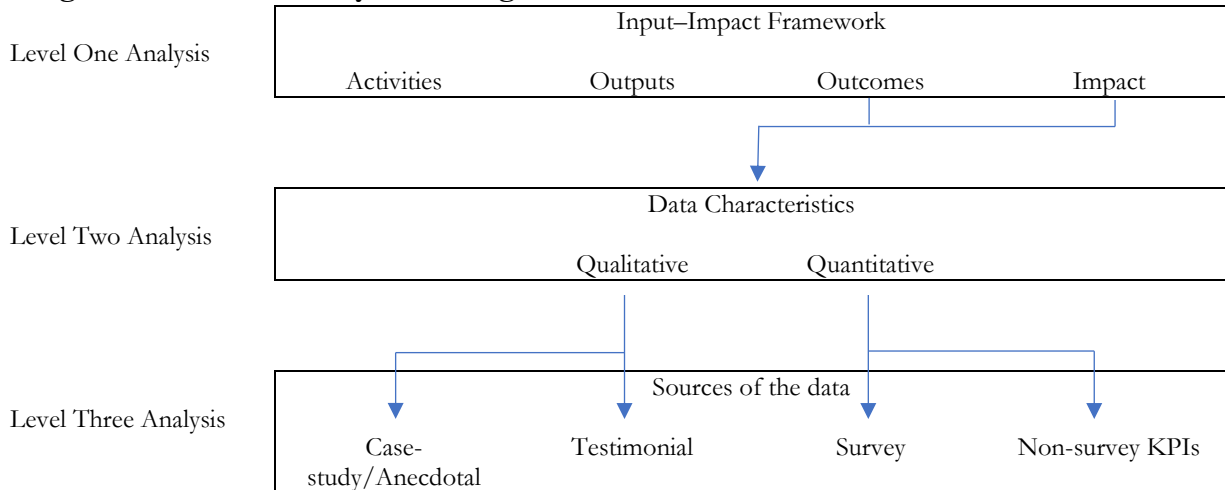 Input–Impact Framework
Level One Analysis
Activities Outputs Outcomes Impact
Data Characteristics
Level Two Analysis
Qualitative Quantitative
Sources of the data
Level Three Analysis
Case- Testimonial Survey Non-survey KPIs
study/Anecdotal